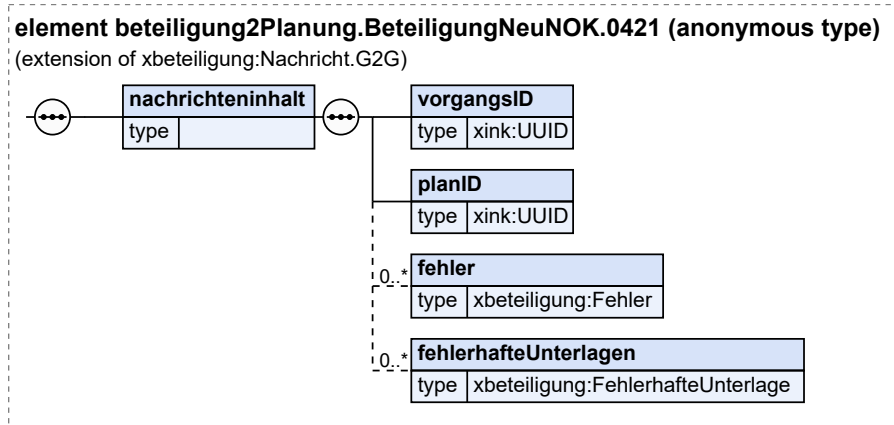 element beteiligung2Planung.BeteiligungNeuNOK.0421 (anonymous type)
(extension of xbeteiligung:Nachricht.G2G)
nachrichteninhalt
type
vorgangsID
type xink:UUID
planID
type xink:UUID
0..* fehler
type xbeteiligung:Fehler
0..* fehlerhafteUnterlagen
type xbeteiligung:FehlerhafteUnterlage